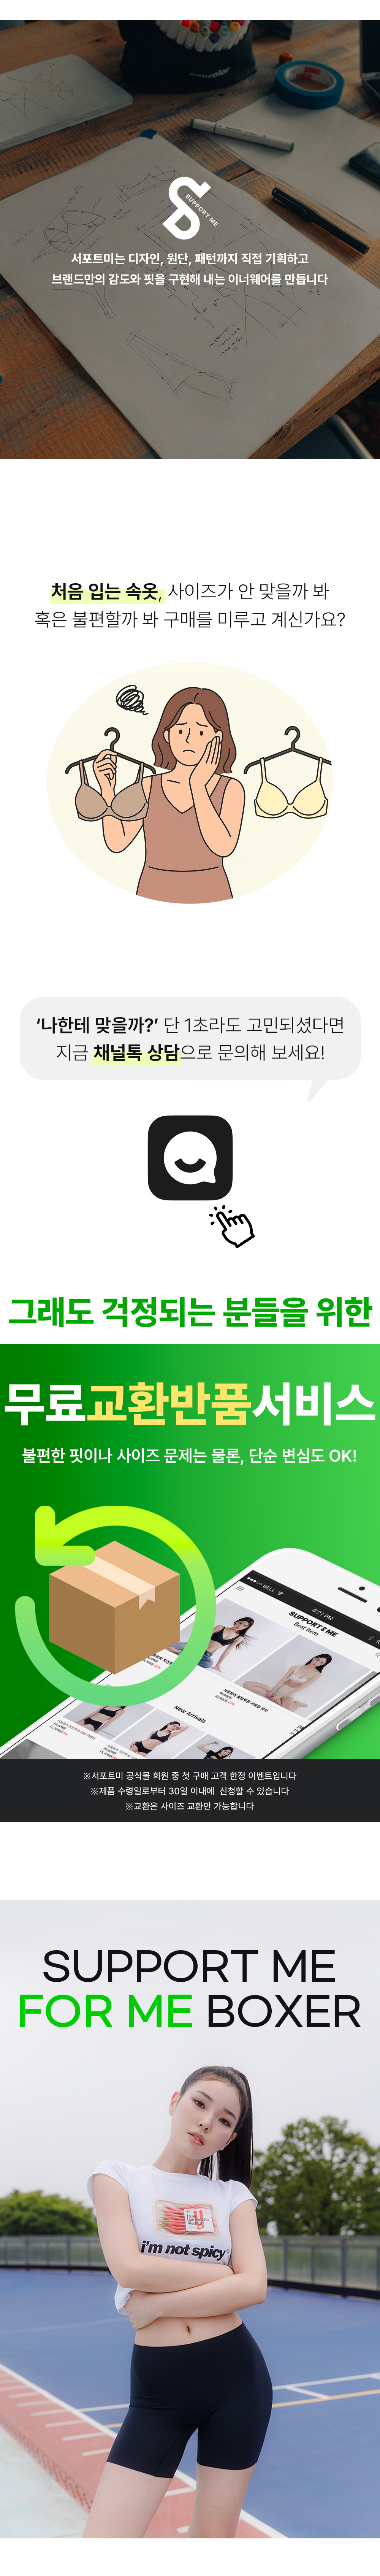 SUPPORT ME
서포트미는 디자인, 원단, 패턴까지 직접 기획하고
브랜드만의 감도와 핏을 구현해 내는 이너웨어를 만듭니다
처음 입는 속옷, 사이즈가 안 맞을까 봐
혹은 불편할까 봐 구매를 미루고 계신가요?
‘나한테 맞을까?’ 단 1초라도 고민되셨다면
지금 채널톡 상담으로 문의해 보세요!
그래도 걱정되는 분들을 위한
무료교환반품서비스
불편한 핏이나 사이즈 문제는 물론, 단순 변심도 OK!
BELL
4:21 PM
SUPPORT ME
Best Item
New Arrivals
※서포트미 공식몰 회원 중 첫 구매 고객 한정 이벤트입니다
※제품 수령일로부터 30일 이내에 신청할 수 있습니다
※교환은 사이즈 교환만 가능합니다
SUPPORT ME
FOR ME BOXER
i'm not spicy